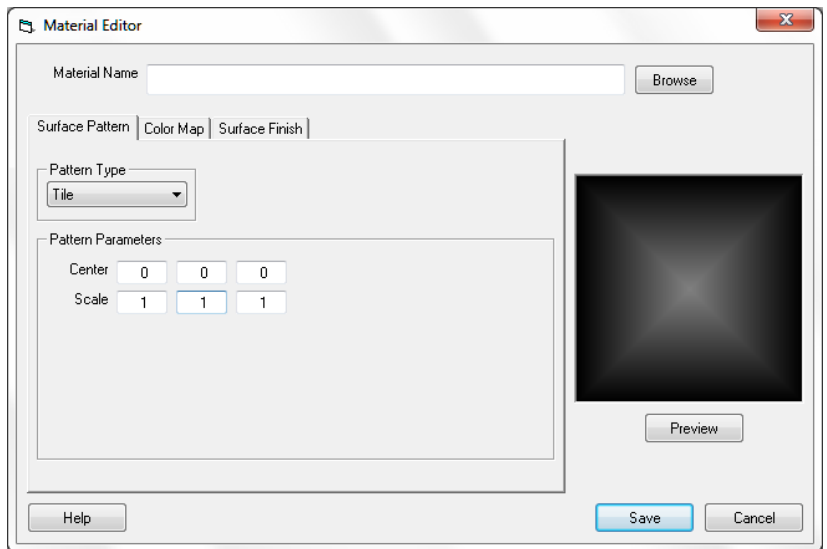 Material Editor
Material Name
Browse
Surface Pattern Color Map Surface Finish
Pattern Type
Tile
Pattern Parameters
Center 0 0 0
Scale 1 1 1
Preview
Help Save Cancel